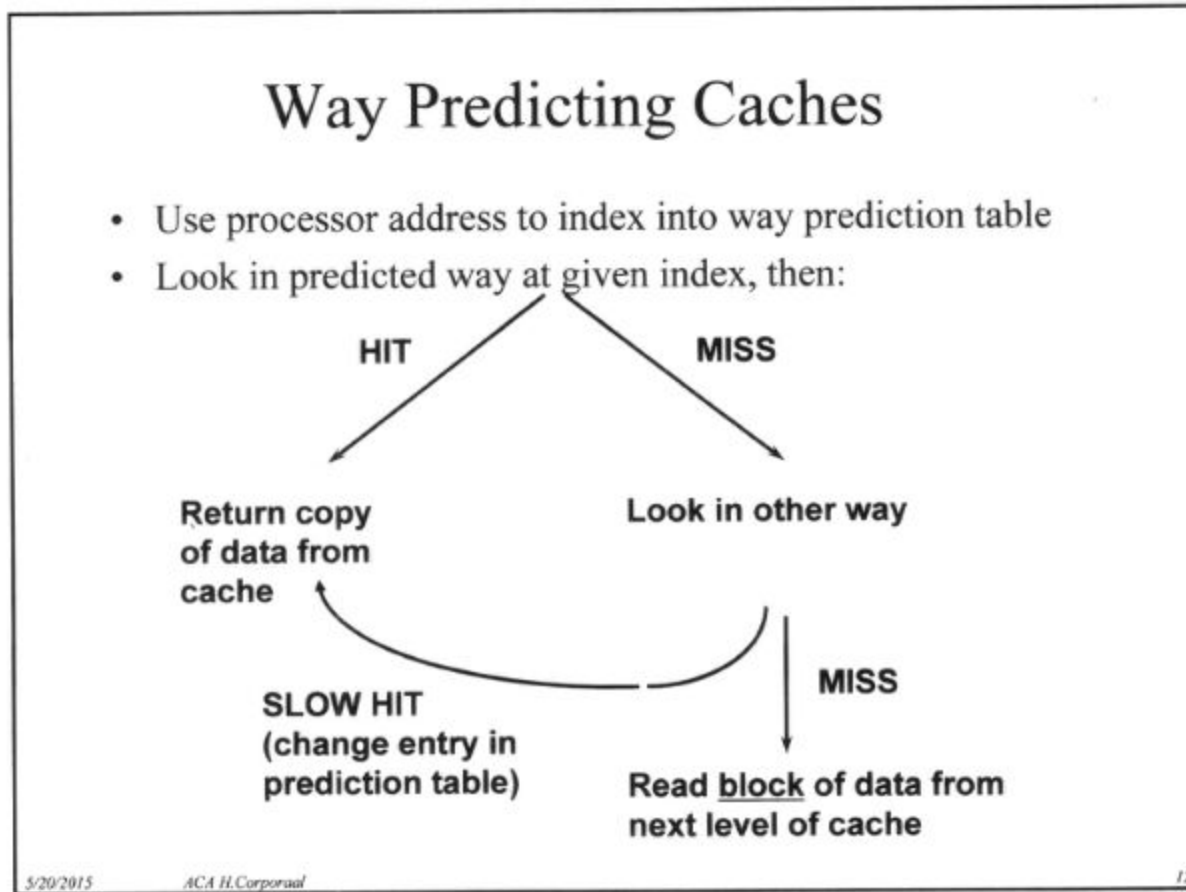 Way Predicting Caches
• Use processor address to index into way prediction table
• Look in predicted way at given index, then:
HIT
MISS
Return copy
of data from
cache
Look in other way
SLOW HIT
(change entry in
prediction table)
MISS
Read block of data from
next level of cache
5/20/2015
ACA H.Corporaal